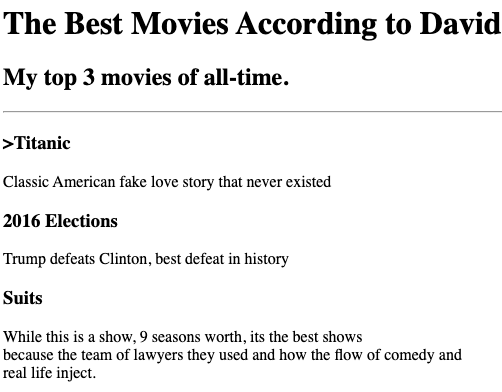 The Best Movies According to David
My top 3 movies of all-time.
>Titanic
Classic American fake love story that never existed
2016 Elections
Trump defeats Clinton, best defeat in history
Suits
While this is a show, 9 seasons worth, its the best shows
because the team of lawyers they used and how the flow of comedy and
real life inject.